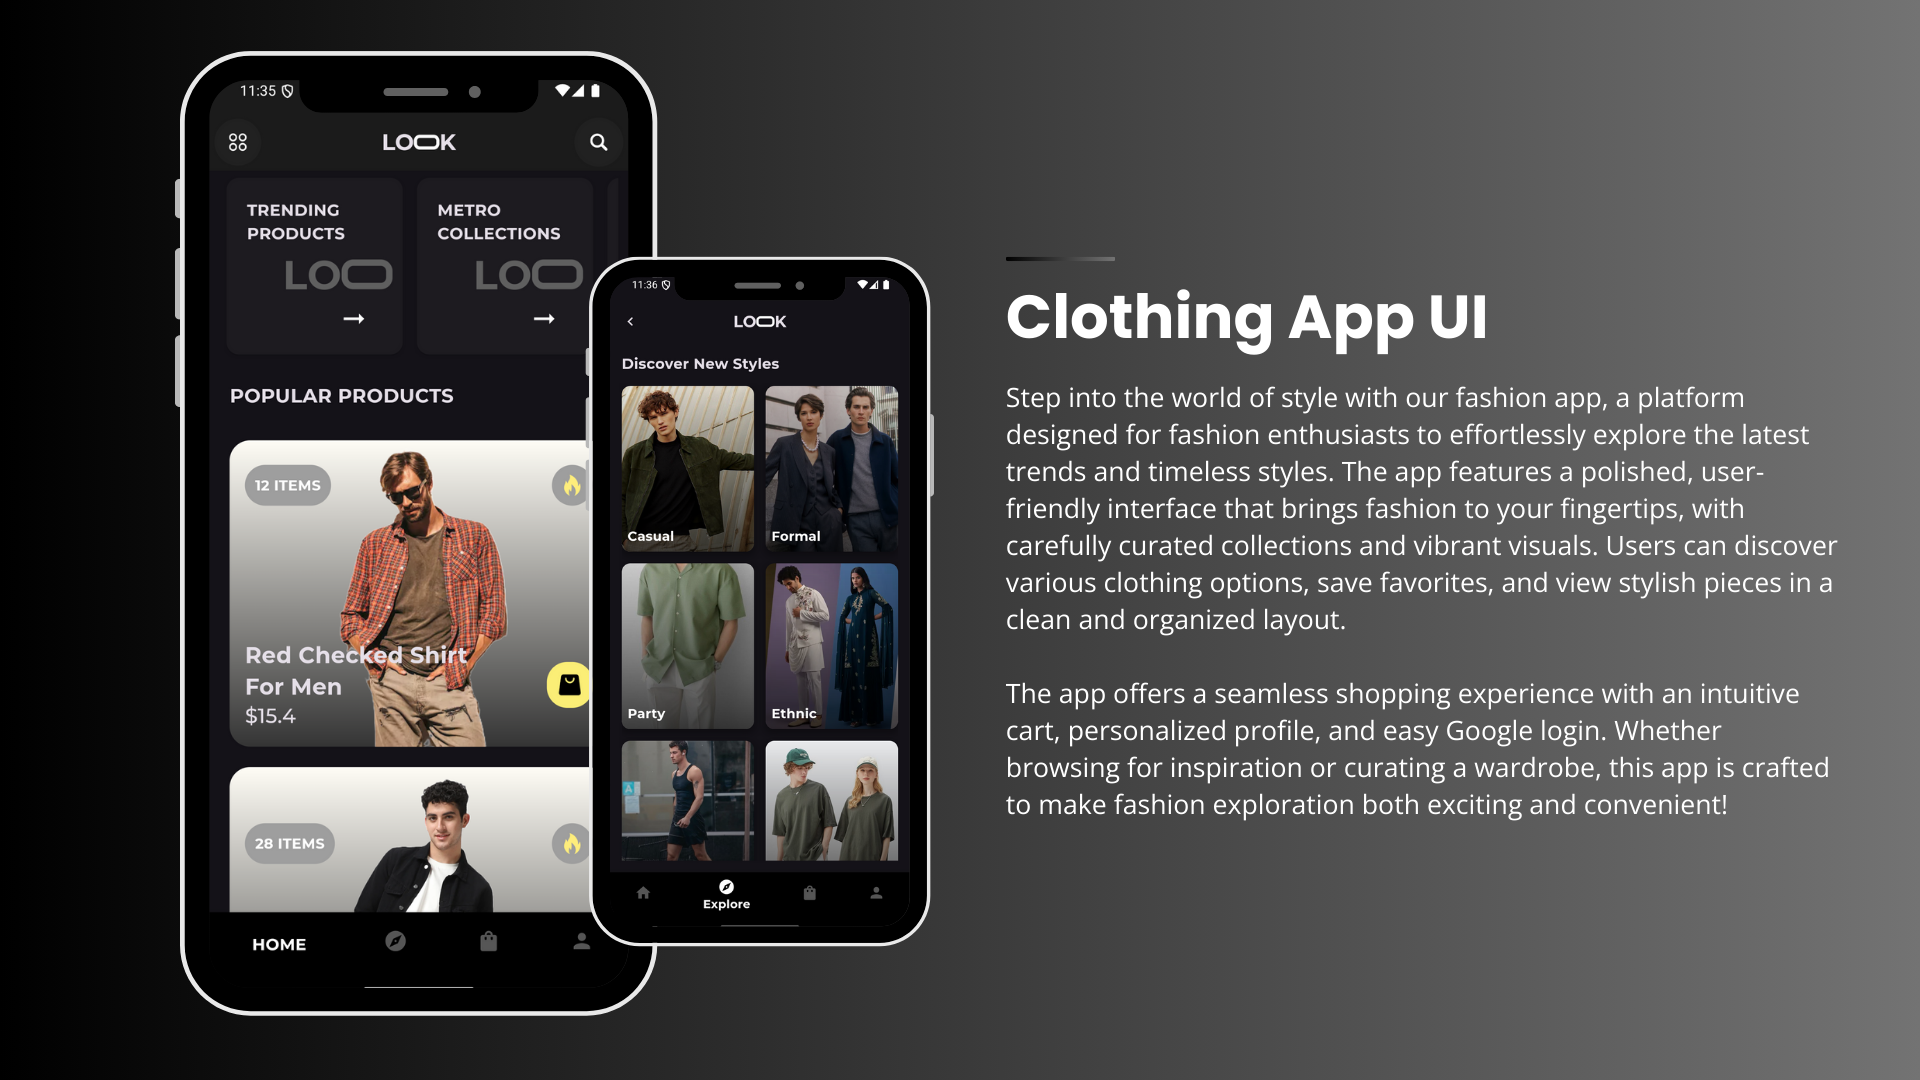 11:35
LOOK
TRENDING
PRODUCTS
LOO
METRO
COLLECTIONS
LOO
POPULAR PRODUCTS
12 ITEMS
Red Checked Shirt
For Men
$15.4
28 ITEMS
HOME
11:36
LOOK
Discover New Styles
Casual
Formal
Party
Ethnic
Explore
Clothing App UI
Step into the world of style with our fashion app, a platform
designed for fashion enthusiasts to effortlessly explore the latest
trends and timeless styles. The app features a polished, user-
friendly interface that brings fashion to your fingertips, with
carefully curated collections and vibrant visuals. Users can discover
various clothing options, save favorites, and view stylish pieces in a
clean and organized layout.
The app offers a seamless shopping experience with an intuitive
cart, personalized profile, and easy Google login. Whether
browsing for inspiration or curating a wardrobe, this app is crafted
to make fashion exploration both exciting and convenient!